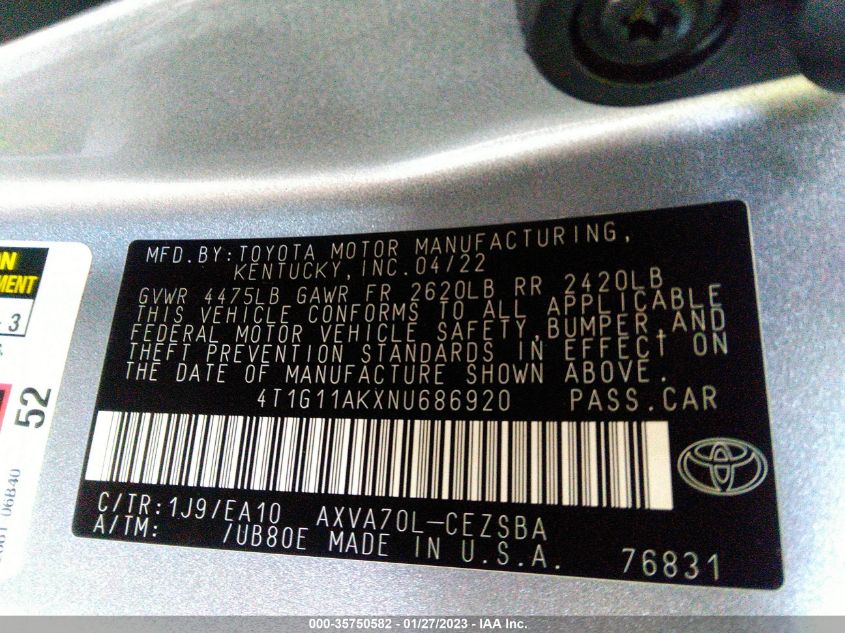 MFD.BY:TOYOTA MOTOR MANUFACTURING,
KENTUCKY,INC.04/22
GVWR 4475LB GAWR FR 2620LB RR 2420LB
THIS VEHICLE CONFORMS TO ALL APPLICABLE
FEDERAL MOTOR VEHICLE SAFETY,BUMPER,AND
THEFT PREVENTION STANDARDS IN EFFECT ON
THE DATE OF MANUFACTURE SHOWN ABOVE.
4T1G11AKXNU686920 PASS.CAR
C/TR:1J9/EA10 AXVA70L-CEZSBA
A/TM: /UB80E MADE IN U.S.A. 76831
MENT
3
52
06B40
000-35750582 - 01/27/2023 - IAA Inc.